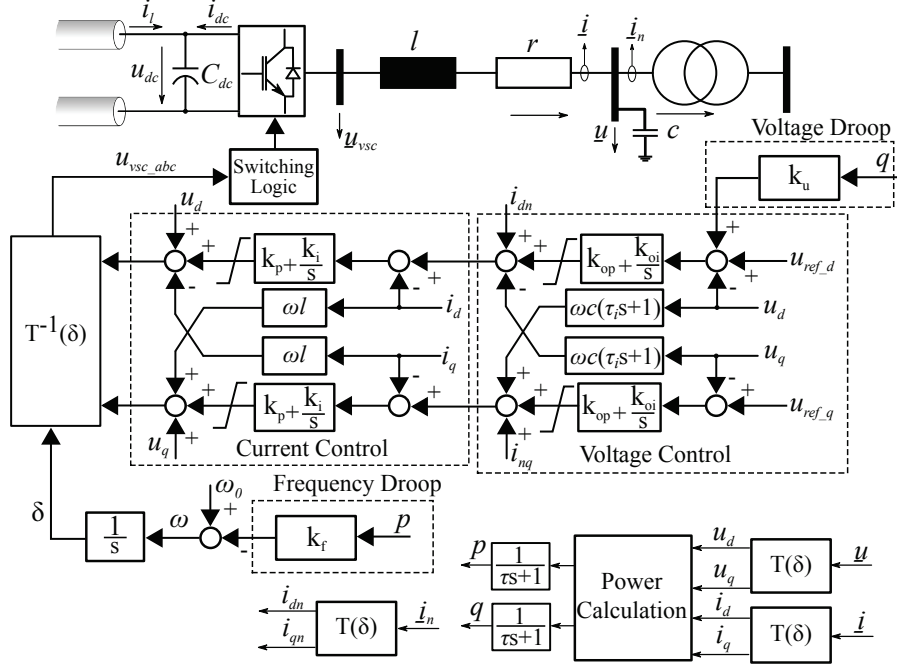 i_l
i_dc
u_dc
C_dc
l
r
i
i_n
u_vsc
u
c
Voltage Droop
k_u
q
u_vsc_abc
Switching
Logic
u_d
i_dn
+
+
+
+
+
+
k_p+ k_i/s
k_op+ k_oi/s
+
+
u_ref_d
-
-
-
-
+
ωl
i_d
ωc(τ_i s+1)
u_d
T⁻¹(δ)
ωl
i_q
ωc(τ_i s+1)
u_q
+
+
-
-
+
+
k_p+ k_i/s
+
+
k_op+ k_oi/s
+
u_ref_q
+
+
u_q
Current Control
i_nq
Voltage Control
δ
ω_0
Frequency Droop
1/s
ω
+
-
k_f
p
p
1/τs+1
Power
Calculation
u_d
u_q
T(δ)
u
i_dn
i_qn
T(δ)
i_n
q
1/τs+1
i_d
i_q
T(δ)
i